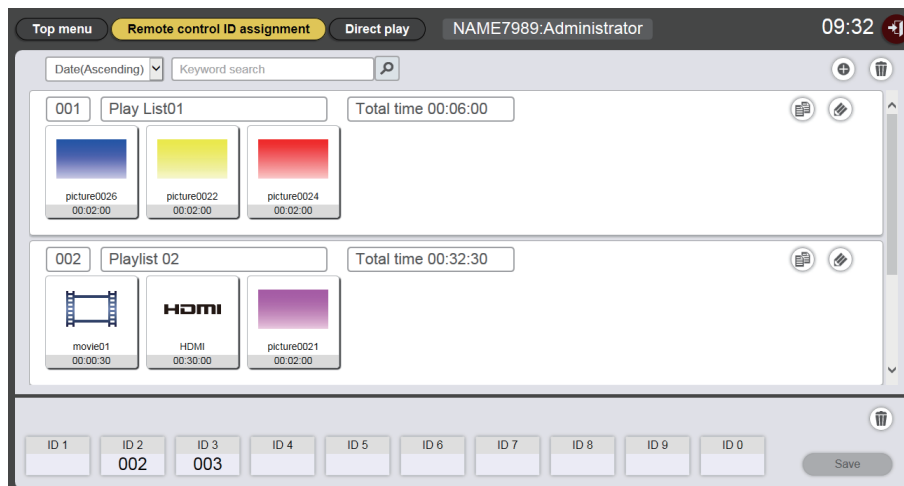 Top menu Remote control ID assignment Direct play NAME7989:Administrator 09:32
Date(Ascending) Keyword search
001 Play List01 Total time 00:06:00
picture0026 picture0022 picture0024
00:02:00 00:02:00 00:02:00
002 Playlist 02 Total time 00:32:30
HDMI
movie01 HDMI picture0021
00:00:30 00:30:00 00:02:00
ID 1 ID 2 ID 3 ID 4 ID 5 ID 6 ID 7 ID 8 ID 9 ID 0
002 003 Save